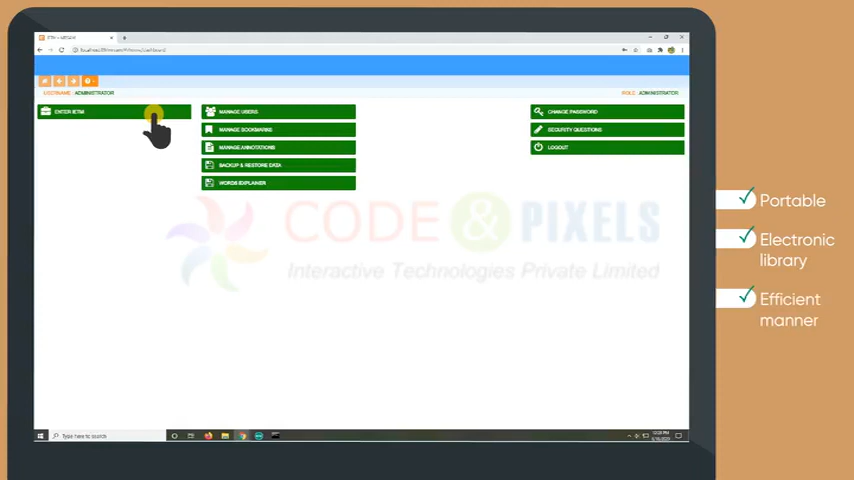 LOGINNAME : ADMINISTRATOR
ROLE : ADMINISTRATOR
ENTER IETM
MANAGE USERS
MANAGE BOOKMARKS
MANAGE ANNOTATIONS
BACKUP & RESTORE DATA
WORDS EXPLAINER
CHANGE PASSWORD
SECURITY QUESTIONS
LOGOUT
CODE & PIXELS
Interactive Technologies Private Limited
Portable
Electronic
library
Efficient
manner
Type here to search